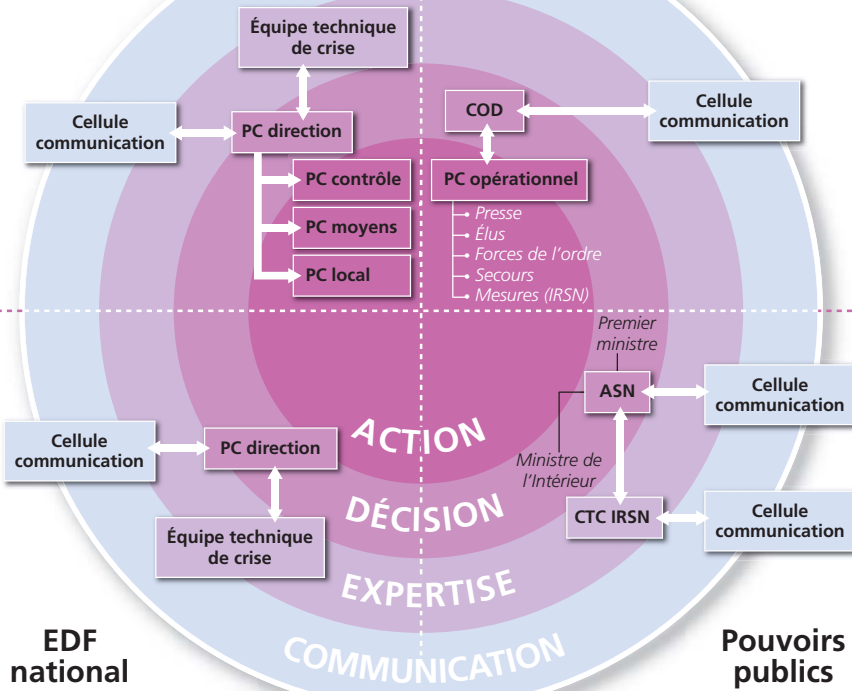 Équipe technique
de crise
Cellule
communication
PC direction
PC contrôle
PC moyens
PC local
COD
Cellule
communication
PC opérationnel
Presse
Élus
Forces de l'ordre
Secours
Mesures (IRSN)
Premier
ministre
ASN
Cellule
communication
Ministre de
l'Intérieur
CTC IRSN
Cellule
communication
Cellule
communication
PC direction
Équipe technique
de crise
ACTION
DÉCISION
EXPERTISE
COMMUNICATION
EDF
national
Pouvoirs
publics